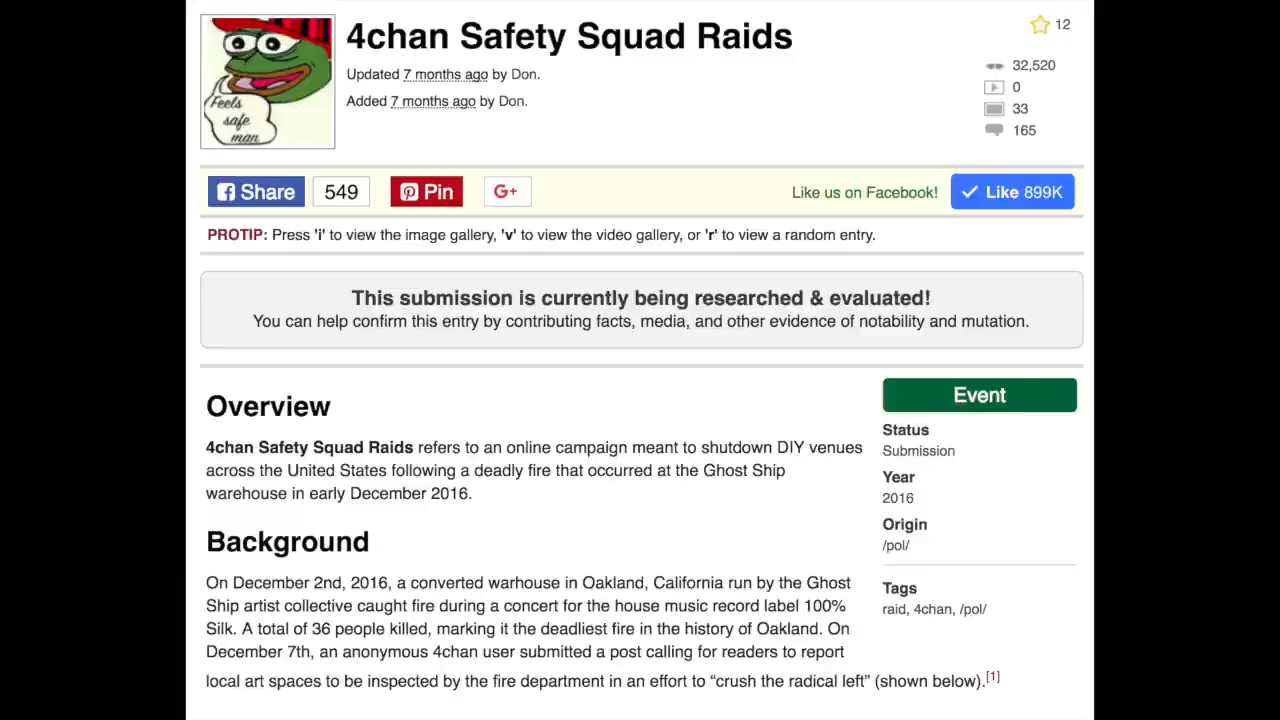 4chan Safety Squad Raids
12
Updated 7 months ago by Don.
Added 7 months ago by Don.
32,520
0
33
165
Feels
safe
man
Share
549
Pin
G+
Like us on Facebook!
Like 899K
PROTIP: Press 'i' to view the image gallery, 'v' to view the video gallery, or 'r' to view a random entry.
This submission is currently being researched & evaluated!
You can help confirm this entry by contributing facts, media, and other evidence of notability and mutation.
Overview
4chan Safety Squad Raids refers to an online campaign meant to shutdown DIY venues
across the United States following a deadly fire that occurred at the Ghost Ship
warehouse in early December 2016.
Background
On December 2nd, 2016, a converted warhouse in Oakland, California run by the Ghost
Ship artist collective caught fire during a concert for the house music record label 100%
Silk. A total of 36 people killed, marking it the deadliest fire in the history of Oakland. On
December 7th, an anonymous 4chan user submitted a post calling for readers to report
local art spaces to be inspected by the fire department in an effort to “crush the radical left” (shown below).[1]
Event
Status
Submission
Year
2016
Origin
/pol/
Tags
raid, 4chan, /pol/